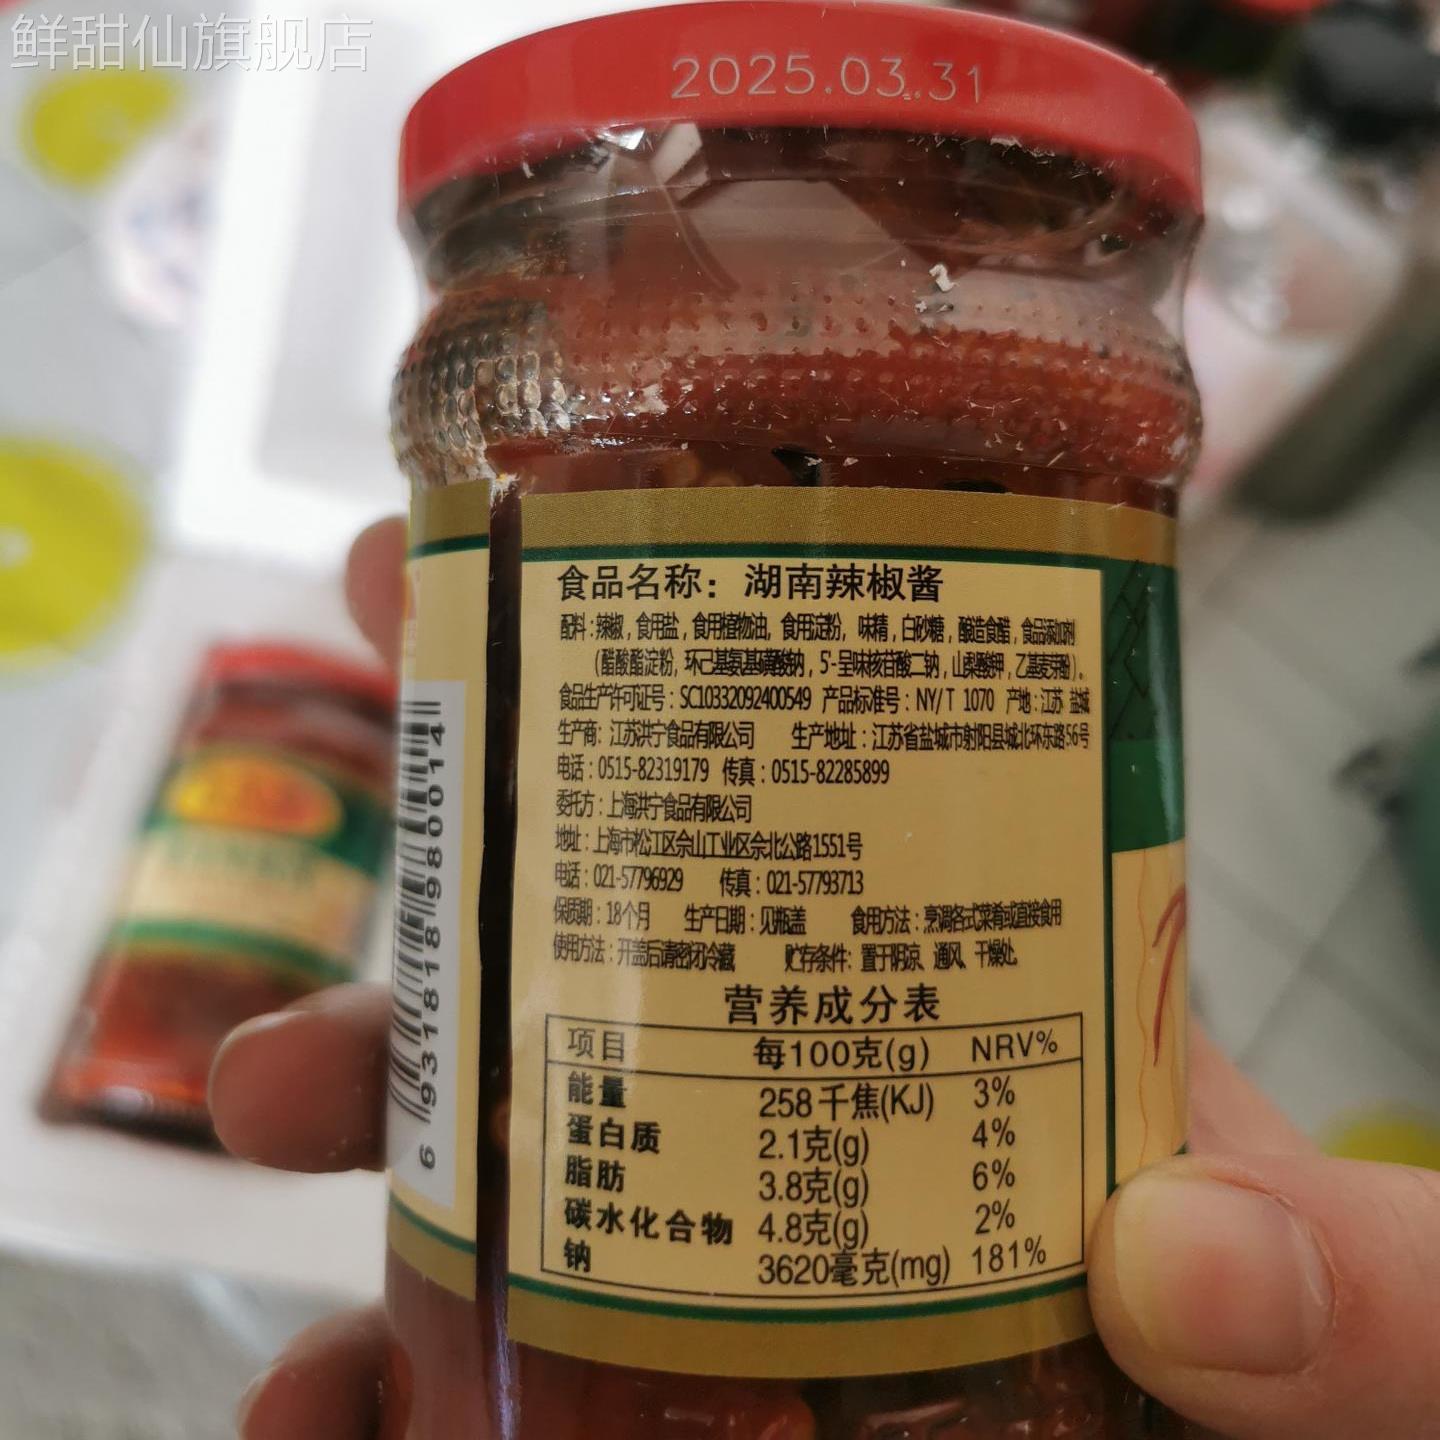 鲜甜仙旗舰店
2025.03.31
食品名称：湖南辣椒酱
配料：辣椒，食用盐，食用植物油，食用淀粉，味精，白砂糖，酿造食醋，食品添加剂
（醋酸酯淀粉，环己基氨基磺酸钠，5'-呈味核苷酸二钠，山梨酸钾，乙基麦芽酚）。
食品生产许可证号：SC10332092400549 产品标准号：NY/T 1070 产地：江苏 盐城
生产商：江苏洪宁食品有限公司 生产地址：江苏省盐城市射阳县城北环东路56号
电话：0515-82319179 传真：0515-82285899
委托方：上海洪宁食品有限公司
地址：上海市松江区佘山工业区佘北公路1551号
电话：021-57796929 传真：021-57793713
保质期：18个月 生产日期：见瓶盖 食用方法：烹调各式菜肴或直接食用
使用方法：开盖后请密闭冷藏 贮存条件：置于阴凉、通风、干燥处
营养成分表
项目 每100克(g) NRV%
能量 258千焦(KJ) 3%
蛋白质 2.1克(g) 4%
脂肪 3.8克(g) 6%
碳水化合物 4.8克(g) 2%
钠 3620毫克(mg) 181%
6931818980014